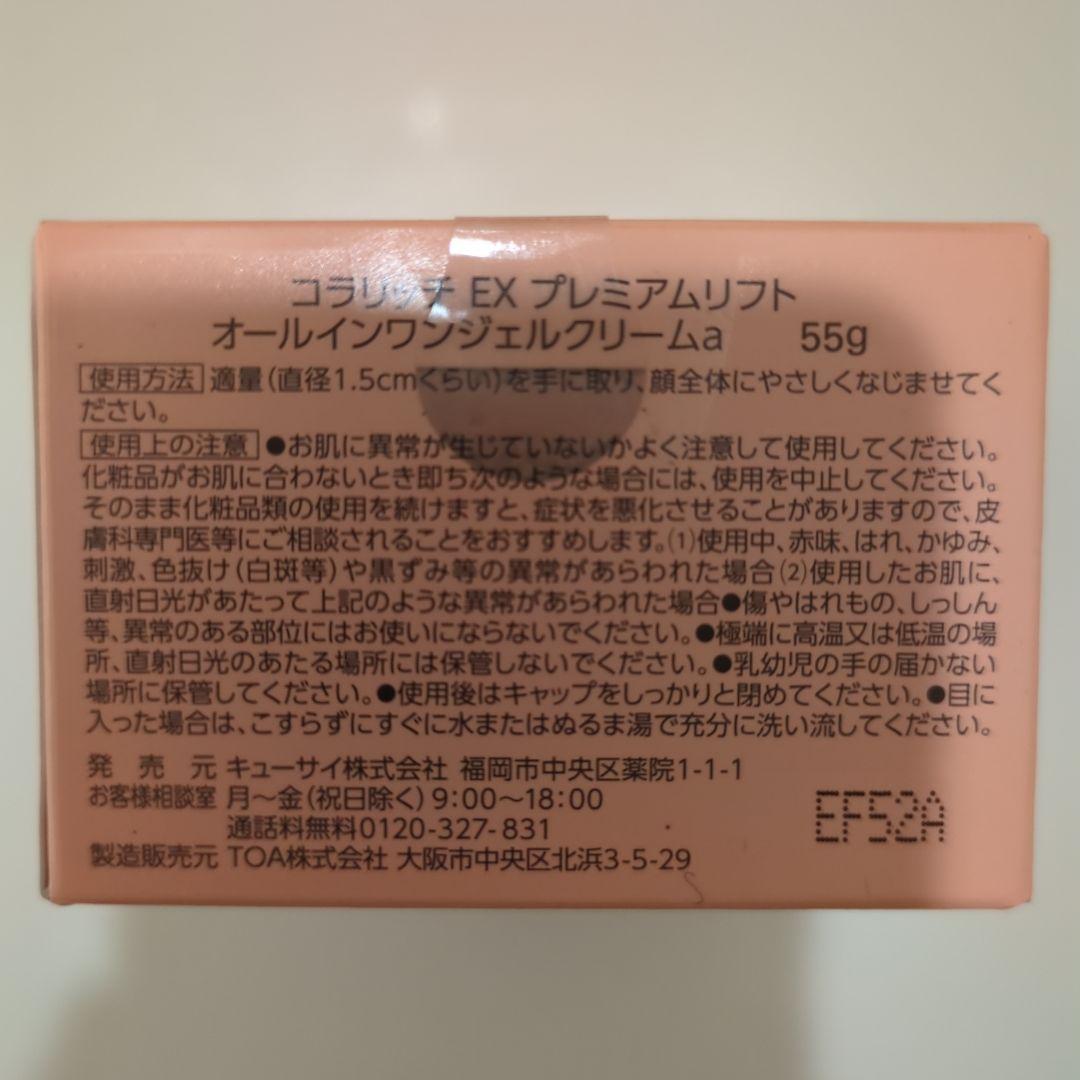 コラリッチ EX プレミアムリフト
オールインワンジェルクリームa 55g
使用方法 適量(直径1.5cmくらい)を手に取り、顔全体にやさしくなじませてく
ださい。
使用上の注意 ●お肌に異常が生じていないかよく注意して使用してください。
化粧品がお肌に合わないとき即ち次のような場合には、使用を中止してください。
そのまま化粧品類の使用を続けますと、症状を悪化させることがありますので、皮
膚科専門医等にご相談されることをおすすめします。(1)使用中、赤味、はれ、かゆみ、
刺激、色抜け(白斑等)や黒ずみ等の異常があらわれた場合(2)使用したお肌に、
直射日光があたって上記のような異常があらわれた場合●傷やはれもの、しっしん
等、異常のある部位にはお使いにならないでください。●極端に高温又は低温の場
所、直射日光のあたる場所には保管しないでください。●乳幼児の手の届かない
場所に保管してください。●使用後はキャップをしっかりと閉めてください。●目に
入った場合は、こすらずにすぐに水またはぬるま湯で充分に洗い流してください。
発売元 キューサイ株式会社 福岡市中央区薬院1-1-1
お客様相談室 月～金(祝日除く)9:00～18:00
通話料無料0120-327-831
製造販売元 TOA株式会社 大阪市中央区北浜3-5-29
EF52A